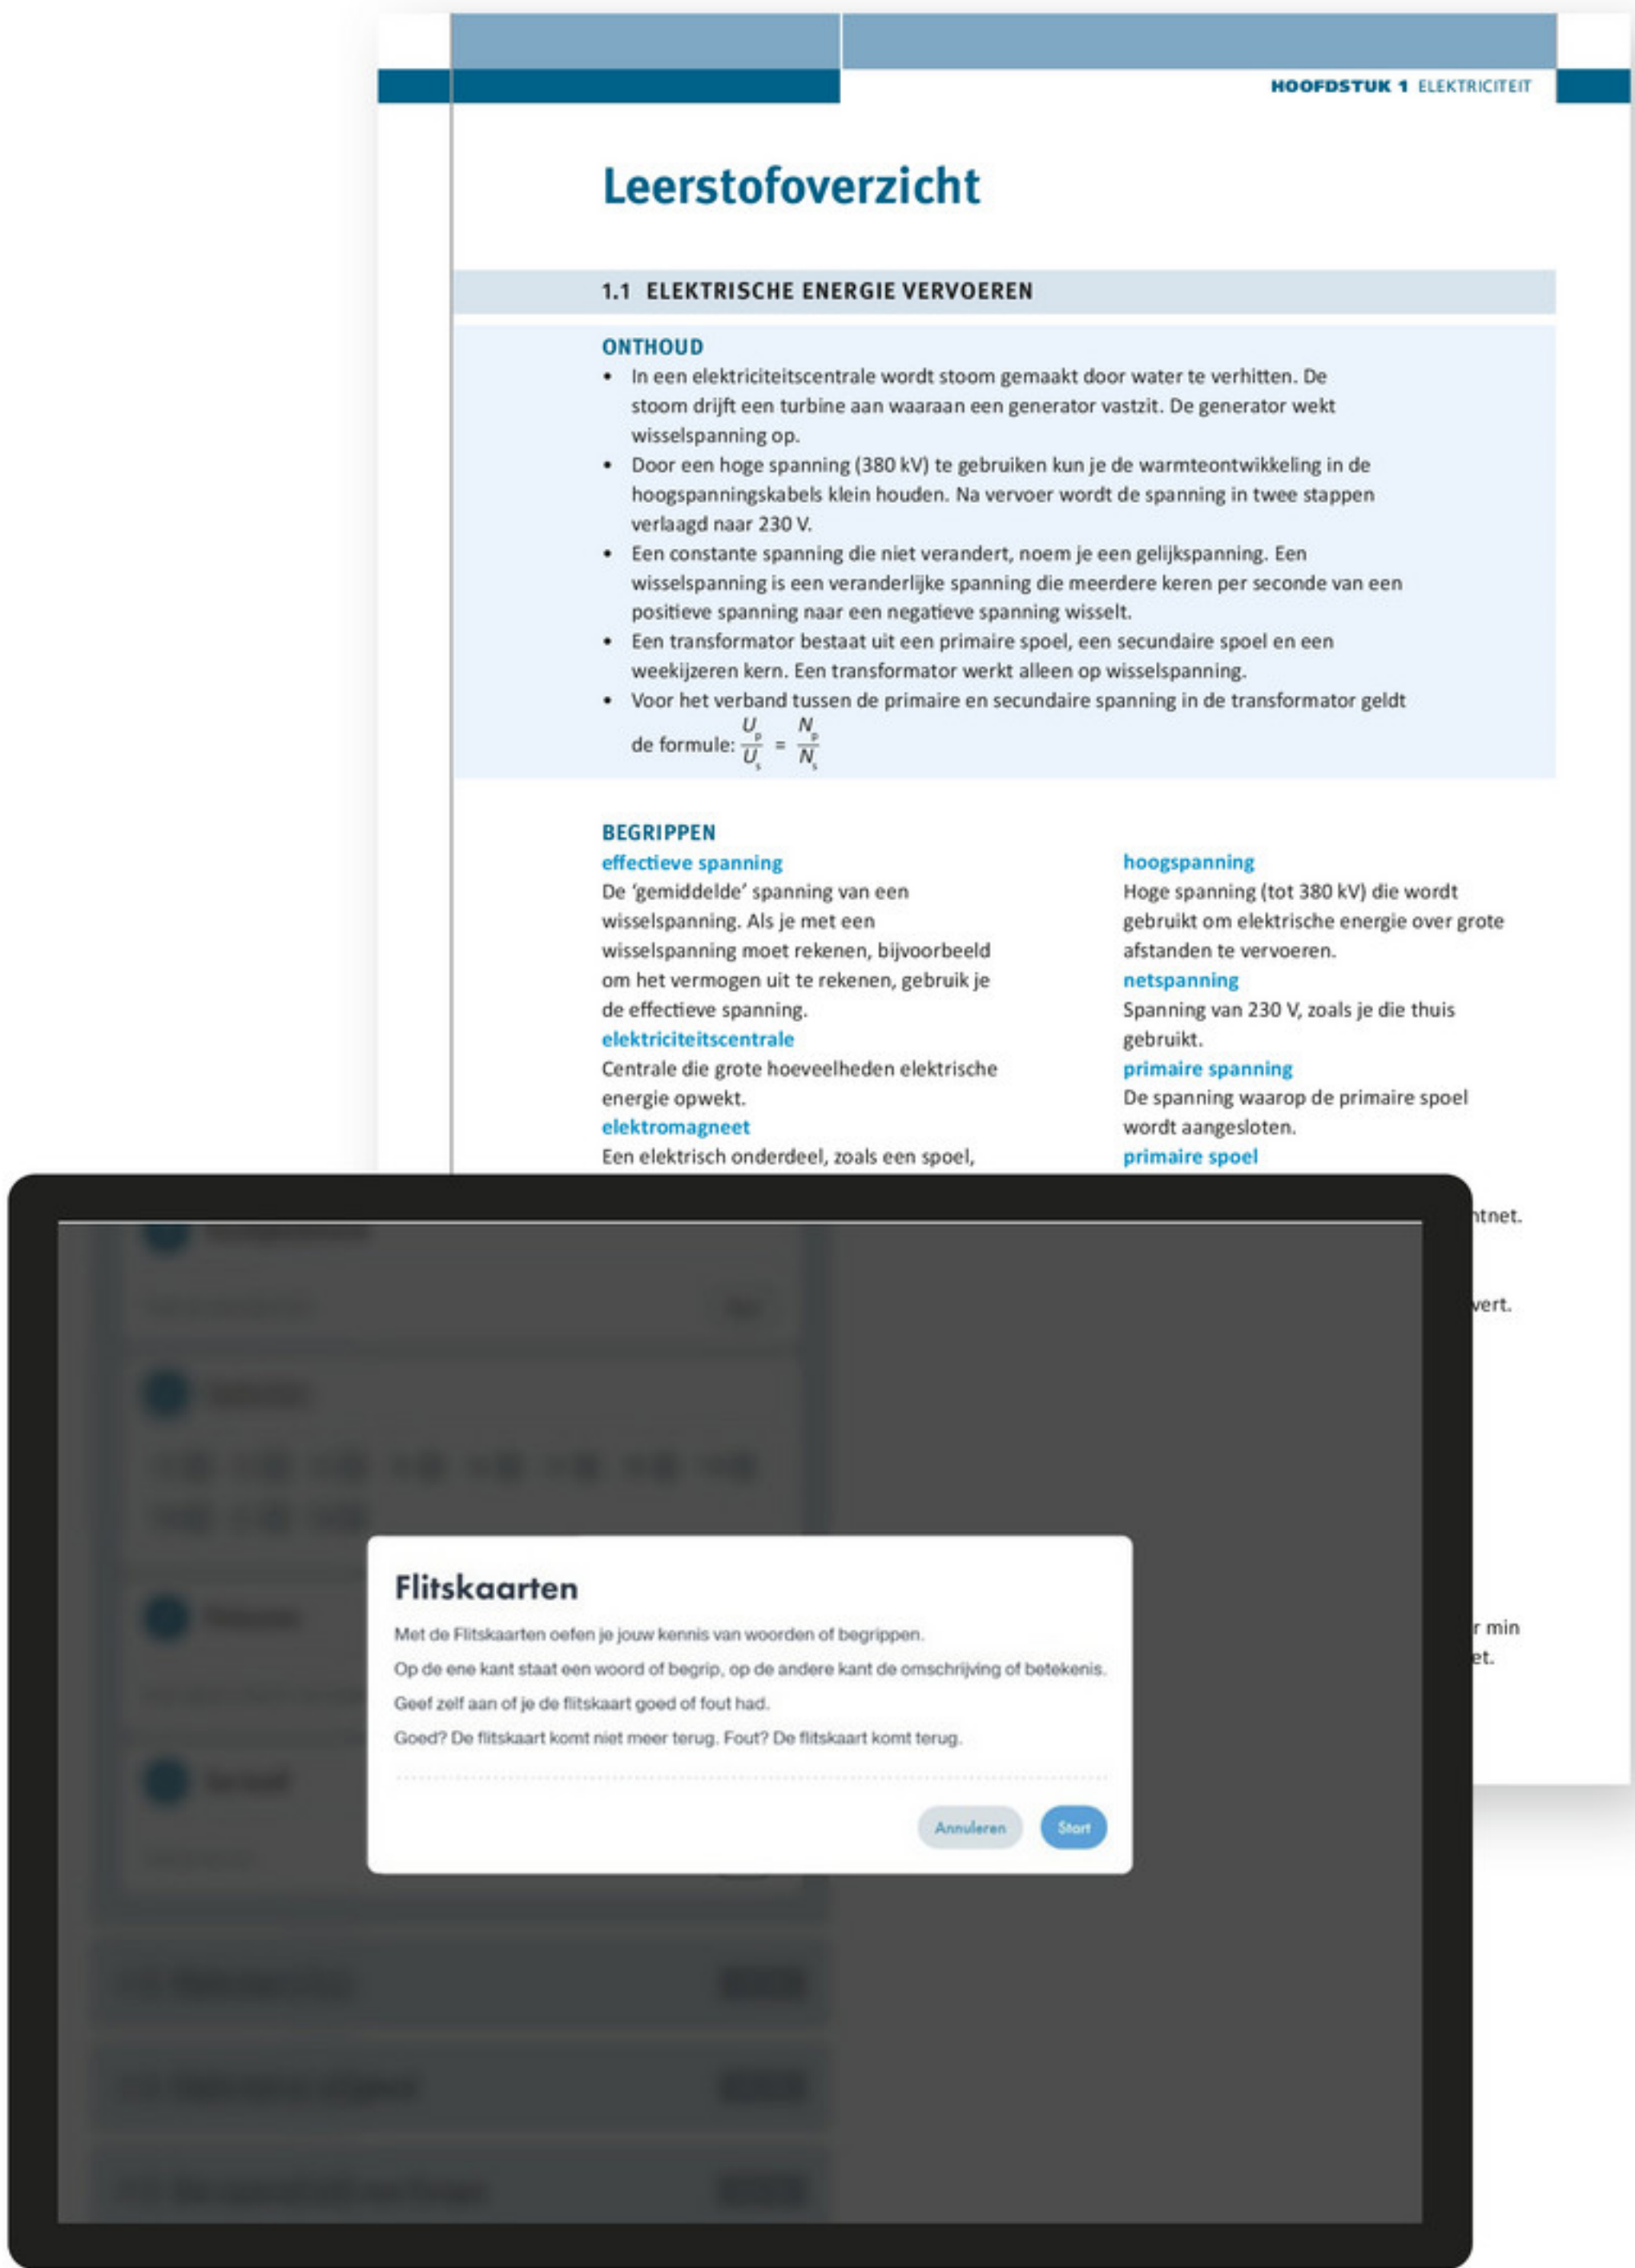 HOOFDSTUK 1 ELEKTRICITEIT
Leerstofoverzicht
1.1 ELEKTRISCHE ENERGIE VERVOEREN
ONTHOUD
• In een elektriciteitscentrale wordt stoom gemaakt door water te verhitten. De
stoom drijft een turbine aan waaraan een generator vastzit. De generator wekt
wisselspanning op.
• Door een hoge spanning (380 kV) te gebruiken kun je de warmteontwikkeling in de
hoogspanningskabels klein houden. Na vervoer wordt de spanning in twee stappen
verlaagd naar 230 V.
• Een constante spanning die niet verandert, noem je een gelijkspanning. Een
wisselspanning is een veranderlijke spanning die meerdere keren per seconde van een
positieve spanning naar een negatieve spanning wisselt.
• Een transformator bestaat uit een primaire spoel, een secundaire spoel en een
weekijzeren kern. Een transformator werkt alleen op wisselspanning.
• Voor het verband tussen de primaire en secundaire spanning in de transformator geldt
de formule: U_p/U_s = N_p/N_s
BEGRIPPEN
effectieve spanning
De ‘gemiddelde’ spanning van een
wisselspanning. Als je met een
wisselspanning moet rekenen, bijvoorbeeld
om het vermogen uit te rekenen, gebruik je
de effectieve spanning.
elektriciteitscentrale
Centrale die grote hoeveelheden elektrische
energie opwekt.
elektromagneet
Een elektrisch onderdeel, zoals een spoel,
hoogspanning
Hoge spanning (tot 380 kV) die wordt
gebruikt om elektrische energie over grote
afstanden te vervoeren.
netspanning
Spanning van 230 V, zoals je die thuis
gebruikt.
primaire spanning
De spanning waarop de primaire spoel
wordt aangesloten.
primaire spoel
ntnet.
vert.
r min
et.
Flitskaarten
Met de Flitskaarten oefen je jouw kennis van woorden of begrippen.
Op de ene kant staat een woord of begrip, op de andere kant de omschrijving of betekenis.
Geef zelf aan of je de flitskaart goed of fout had.
Goed? De flitskaart komt niet meer terug. Fout? De flitskaart komt terug.
Annuleren Start